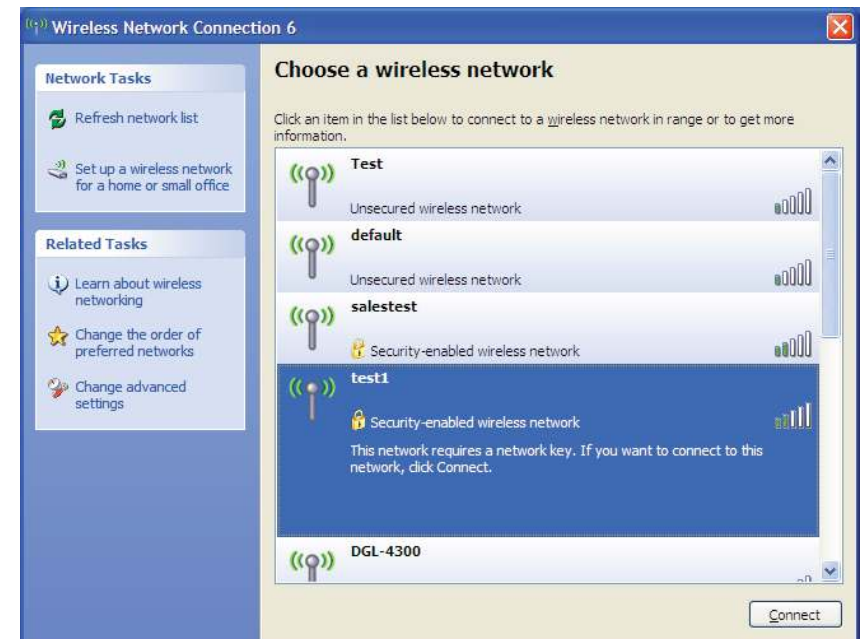 Wireless Network Connection 6
Network Tasks
Refresh network list
Set up a wireless network
for a home or small office
Related Tasks
Learn about wireless
networking
Change the order of
preferred networks
Change advanced
settings
Choose a wireless network
Click an item in the list below to connect to a wireless network in range or to get more
information.
Test
Unsecured wireless network
default
Unsecured wireless network
salestest
Security-enabled wireless network
test1
Security-enabled wireless network
This network requires a network key. If you want to connect to this
network, click Connect.
DGL-4300
Connect